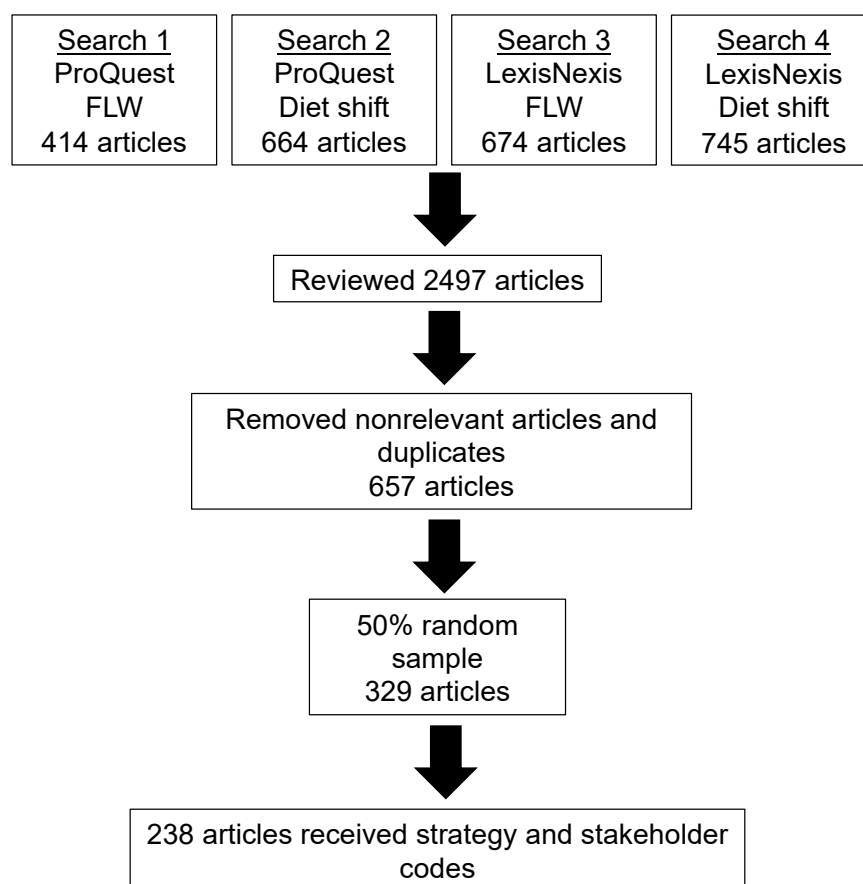 Search 1
ProQuest
FLW
414 articles
Search 2
ProQuest
Diet shift
664 articles
Search 3
LexisNexis
FLW
674 articles
Search 4
LexisNexis
Diet shift
745 articles
Reviewed 2497 articles
Removed nonrelevant articles and
duplicates
657 articles
50% random
sample
329 articles
238 articles received strategy and stakeholder
codes